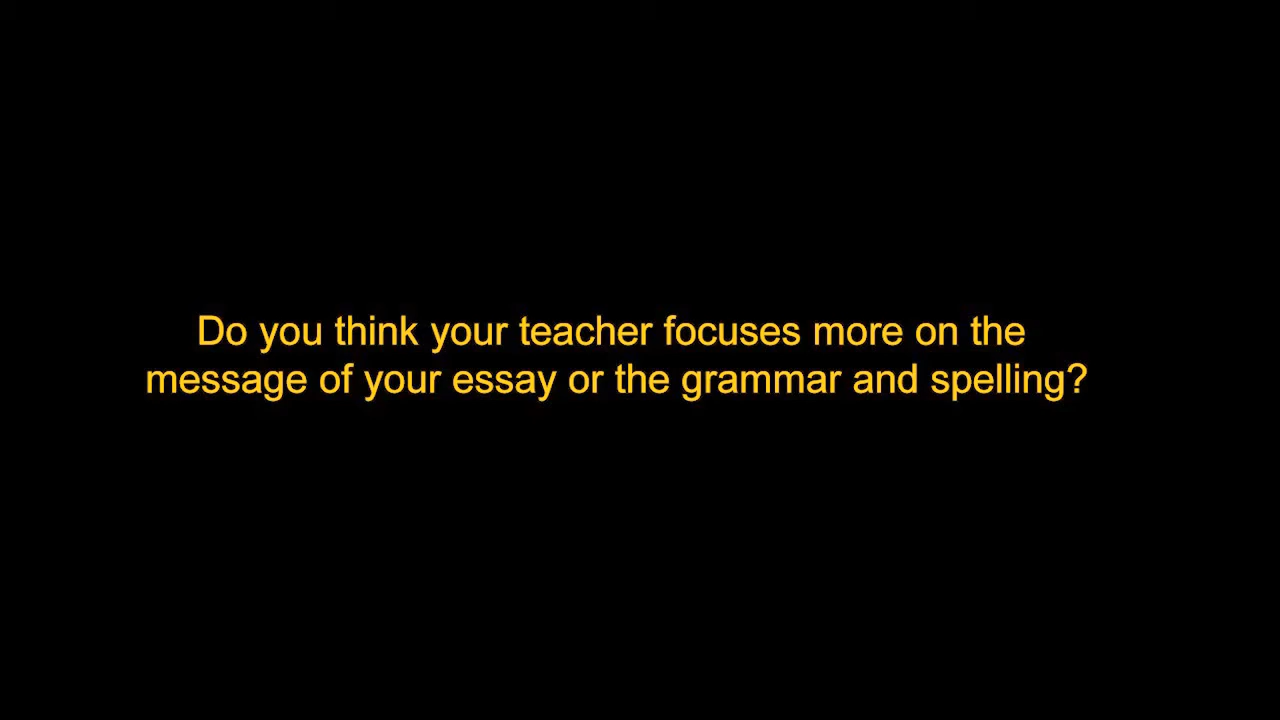 Do you think your teacher focuses more on the
message of your essay or the grammar and spelling?